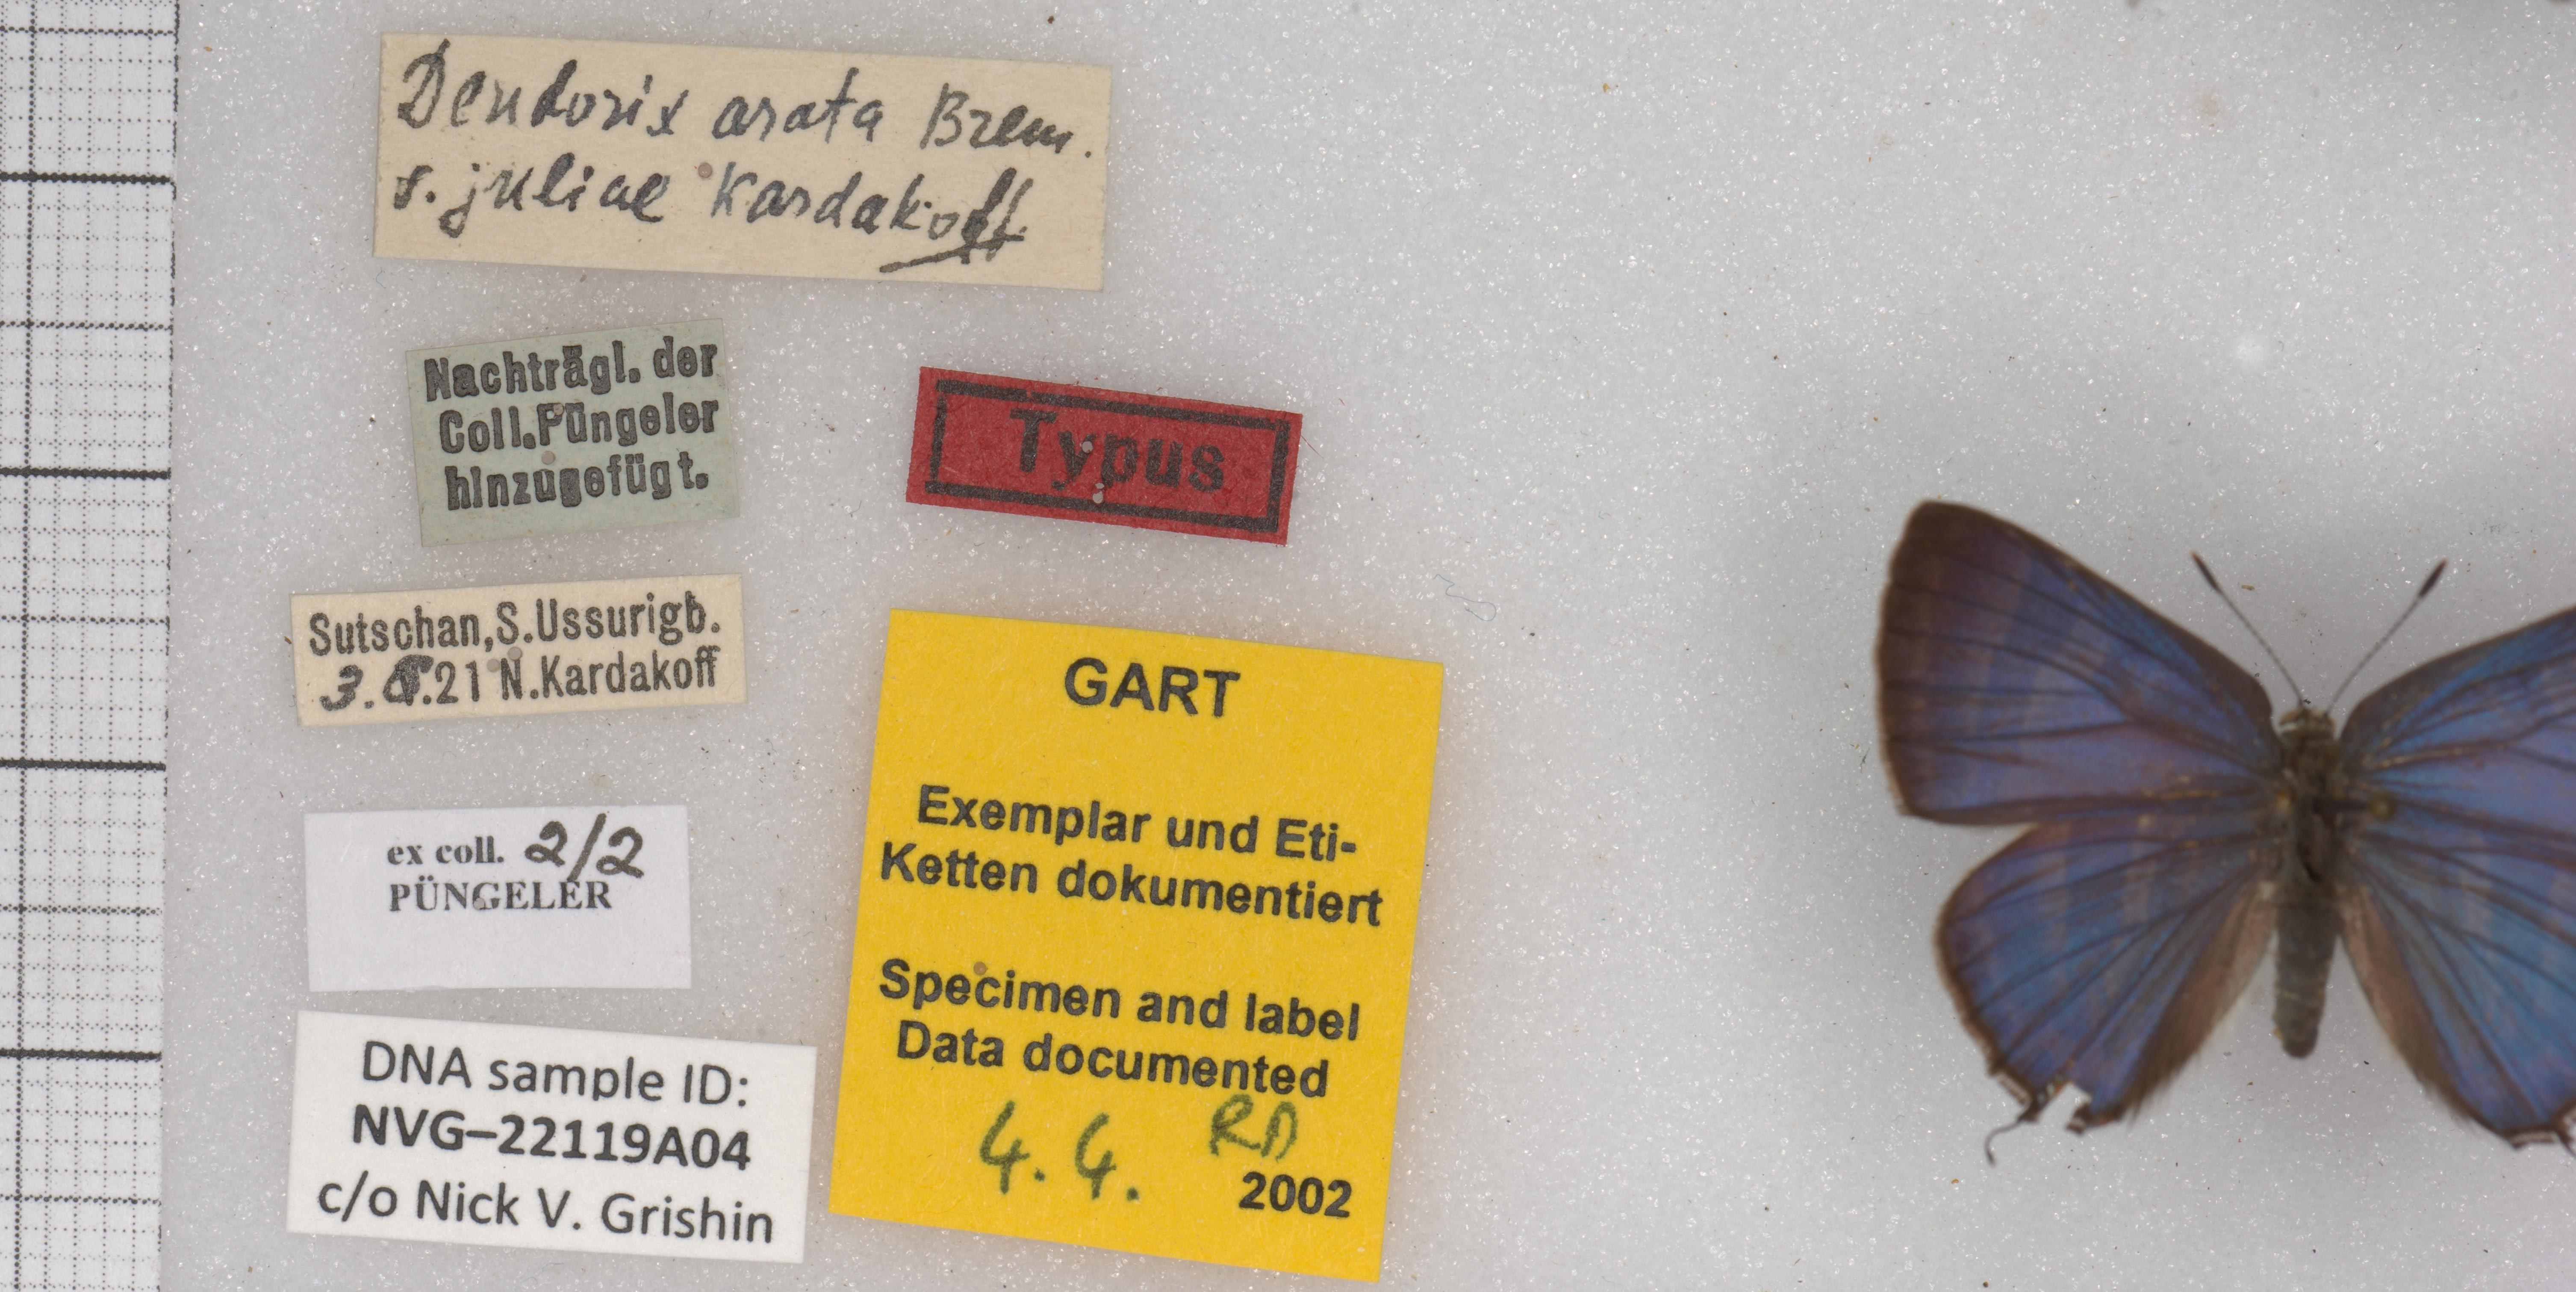 Deudorix arata Brem.
v. juliae Kardakoff
Nachträgl. der
Coll. Püngeler
hinzugefügt.
Typus
Sutschan, S. Ussurigb.
3. 21 N. Kardakoff
ex coll. 2/2
PÜNGELER
DNA sample ID:
NVG–22119A04
c/o Nick V. Grishin
GART
Exemplar und Eti-
Ketten dokumentiert
Specimen and label
Data documented
4. 4. RD
2002